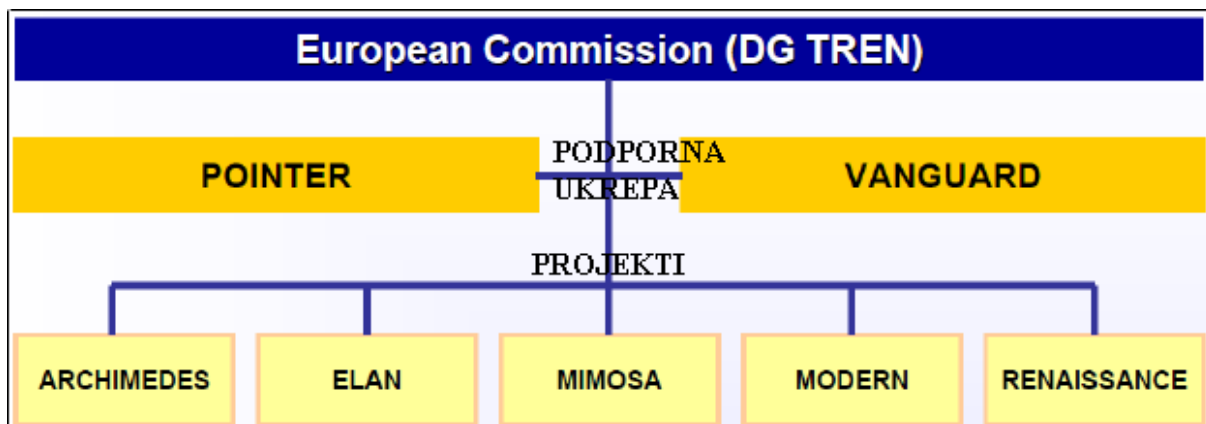 European Commission (DG TREN)
POINTER
PODPORNA
UKREPA
VANGUARD
PROJEKTI
ARCHIMEDES
ELAN
MIMOSA
MODERN
RENAISSANCE